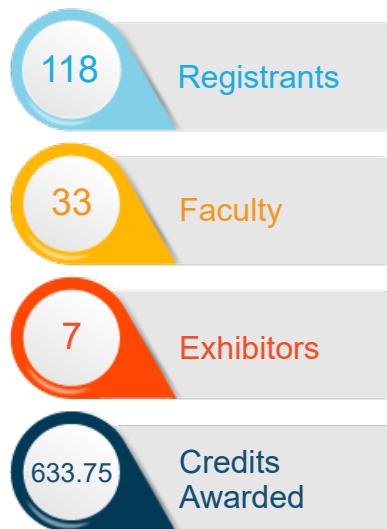 118
Registrants
33
Faculty
7
Exhibitors
633.75
Credits
Awarded